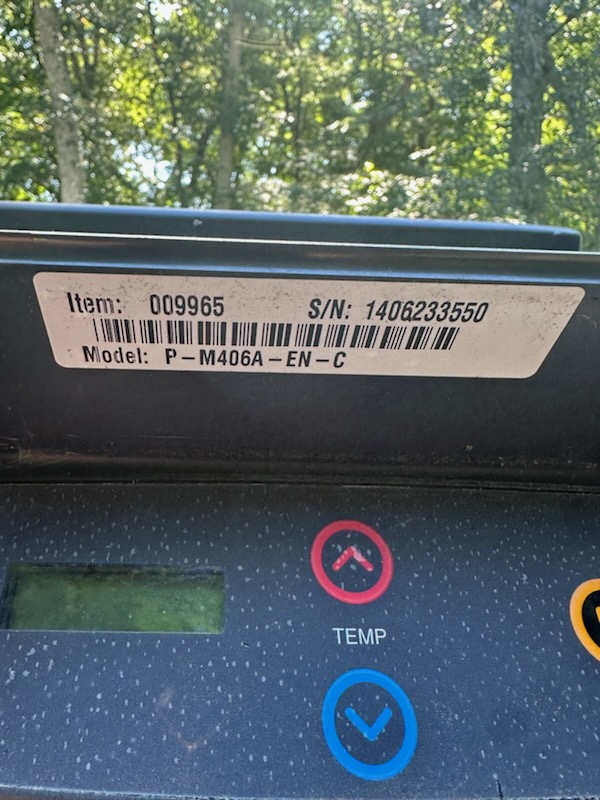 Item: 009965 S/N: 1406233550
Model: P-M406A-EN-C
TEMP